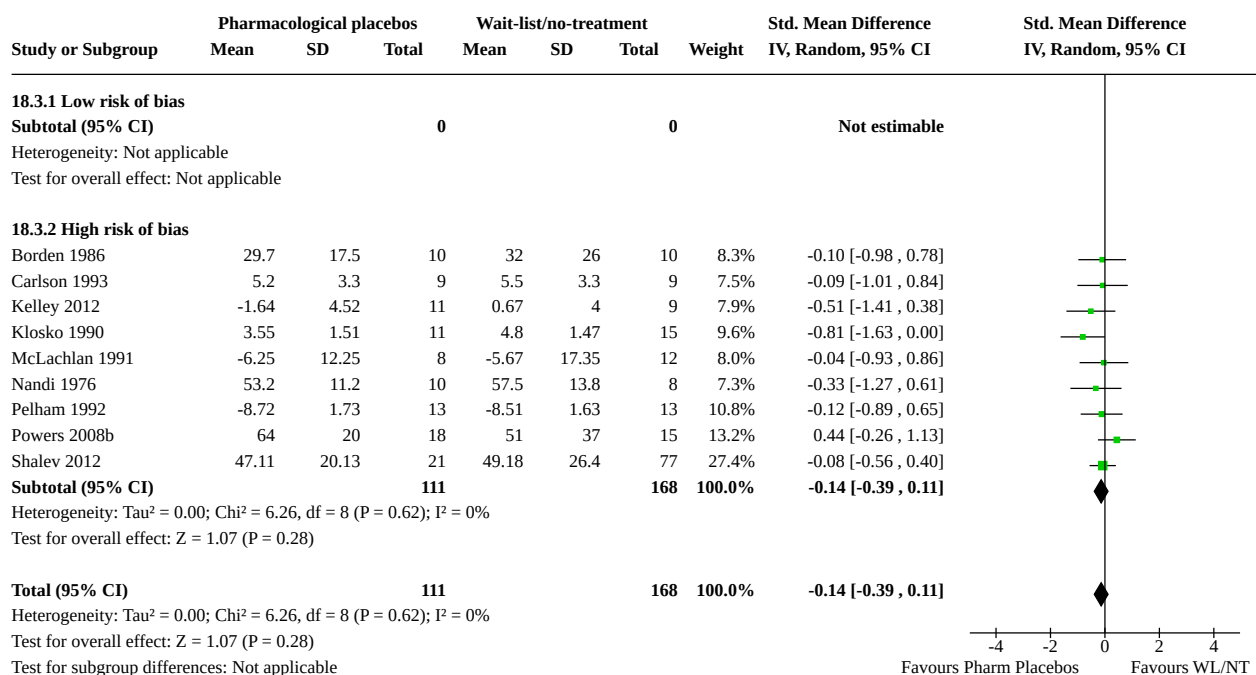 Pharmacological placebos Wait-list/no-treatment Std. Mean Difference Std. Mean Difference
Study or Subgroup Mean SD Total Mean SD Total Weight IV, Random, 95% CI IV, Random, 95% CI
18.3.1 Low risk of bias
Subtotal (95% CI) 0 0 Not estimable
Heterogeneity: Not applicable
Test for overall effect: Not applicable
18.3.2 High risk of bias
Borden 1986 29.7 17.5 10 32 26 10 8.3% -0.10 [-0.98 , 0.78]
Carlson 1993 5.2 3.3 9 5.5 3.3 9 7.5% -0.09 [-1.01 , 0.84]
Kelley 2012 -1.64 4.52 11 0.67 4 9 7.9% -0.51 [-1.41 , 0.38]
Klosko 1990 3.55 1.51 11 4.8 1.47 15 9.6% -0.81 [-1.63 , 0.00]
McLachlan 1991 -6.25 12.25 8 -5.67 17.35 12 8.0% -0.04 [-0.93 , 0.86]
Nandi 1976 53.2 11.2 10 57.5 13.8 8 7.3% -0.33 [-1.27 , 0.61]
Pelham 1992 -8.72 1.73 13 -8.51 1.63 13 10.8% -0.12 [-0.89 , 0.65]
Powers 2008b 64 20 18 51 37 15 13.2% 0.44 [-0.26 , 1.13]
Shalev 2012 47.11 20.13 21 49.18 26.4 77 27.4% -0.08 [-0.56 , 0.40]
Subtotal (95% CI) 111 168 100.0% -0.14 [-0.39 , 0.11]
Heterogeneity: Tau² = 0.00; Chi² = 6.26, df = 8 (P = 0.62); I² = 0%
Test for overall effect: Z = 1.07 (P = 0.28)
Total (95% CI) 111 168 100.0% -0.14 [-0.39 , 0.11]
Heterogeneity: Tau² = 0.00; Chi² = 6.26, df = 8 (P = 0.62); I² = 0%
Test for overall effect: Z = 1.07 (P = 0.28)
-4 -2 0 2 4
Test for subgroup differences: Not applicable Favours Pharm Placebos Favours WL/NT